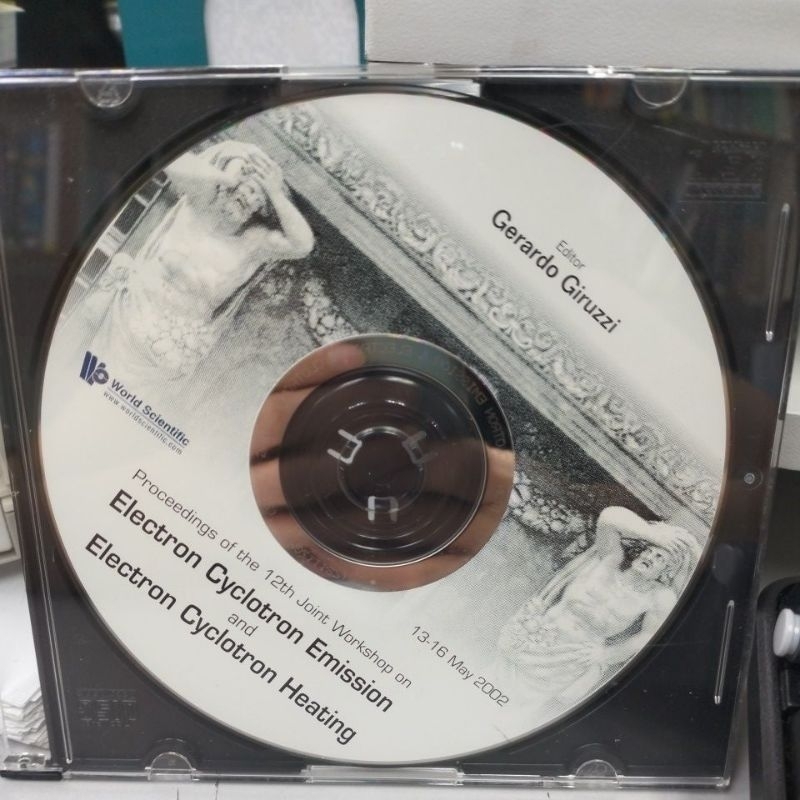 Editor
Gerardo Giruzzi
World Scientific
www.worldscientific.com
Proceedings of the 12th Joint Workshop on
Electron Cyclotron Emission
and
Electron Cyclotron Heating
13-16 May 2002